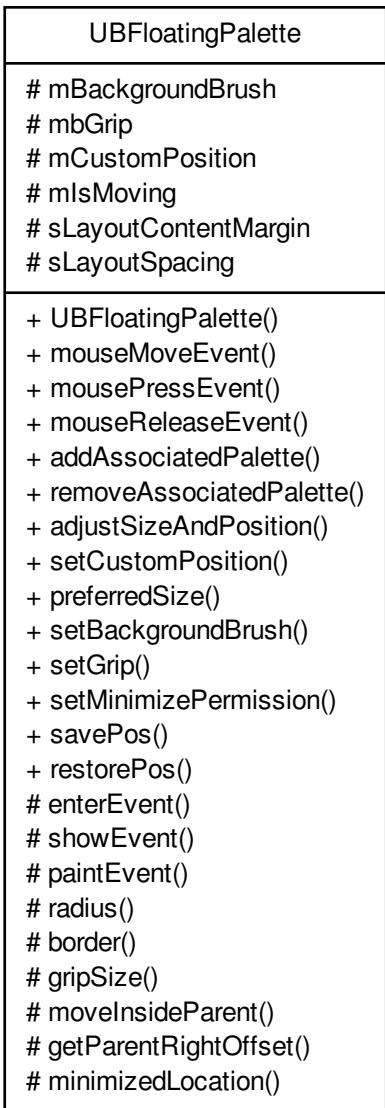 UBFloatingPalette
# mBackgroundBrush
# mbGrip
# mCustomPosition
# mIsMoving
# sLayoutContentMargin
# sLayoutSpacing
+ UBFloatingPalette()
+ mouseMoveEvent()
+ mousePressEvent()
+ mouseReleaseEvent()
+ addAssociatedPalette()
+ removeAssociatedPalette()
+ adjustSizeAndPosition()
+ setCustomPosition()
+ preferredSize()
+ setBackgroundBrush()
+ setGrip()
+ setMinimizePermission()
+ savePos()
+ restorePos()
# enterEvent()
# showEvent()
# paintEvent()
# radius()
# border()
# gripSize()
# moveInsideParent()
# getParentRightOffset()
# minimizedLocation()